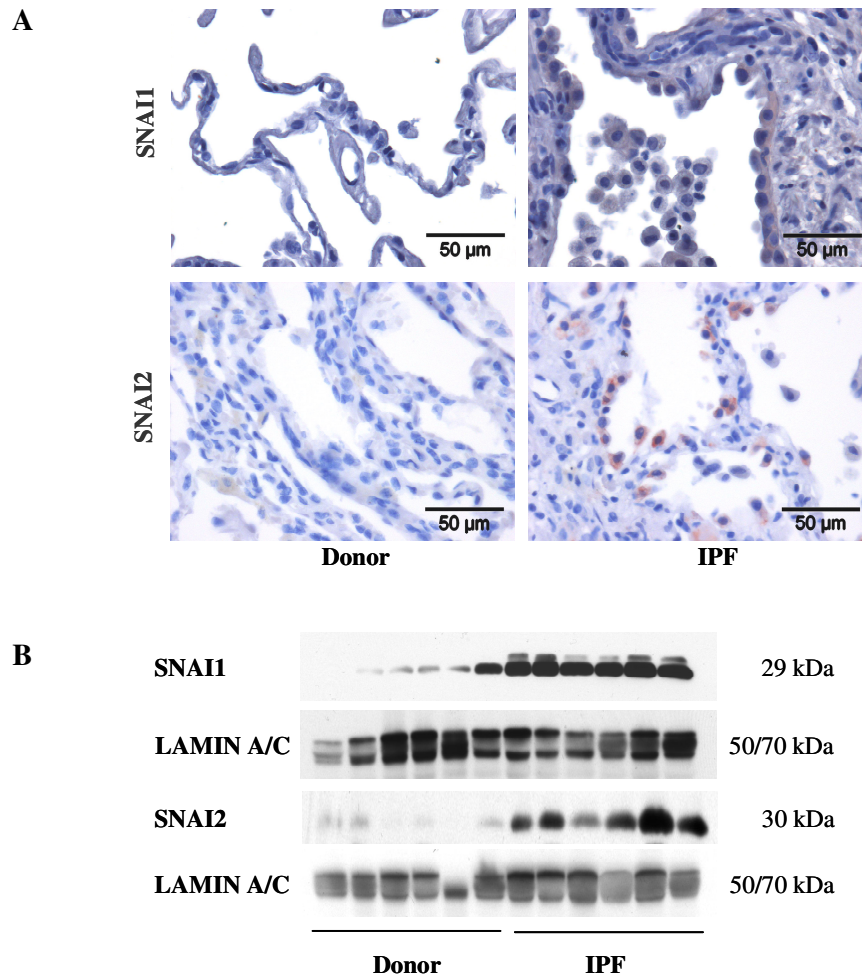 A
SNAI1
50 µm
50 µm
SNAI2
50 µm
50 µm
Donor
IPF
B
SNAI1
29 kDa
LAMIN A/C
50/70 kDa
SNAI2
30 kDa
LAMIN A/C
50/70 kDa
Donor
IPF